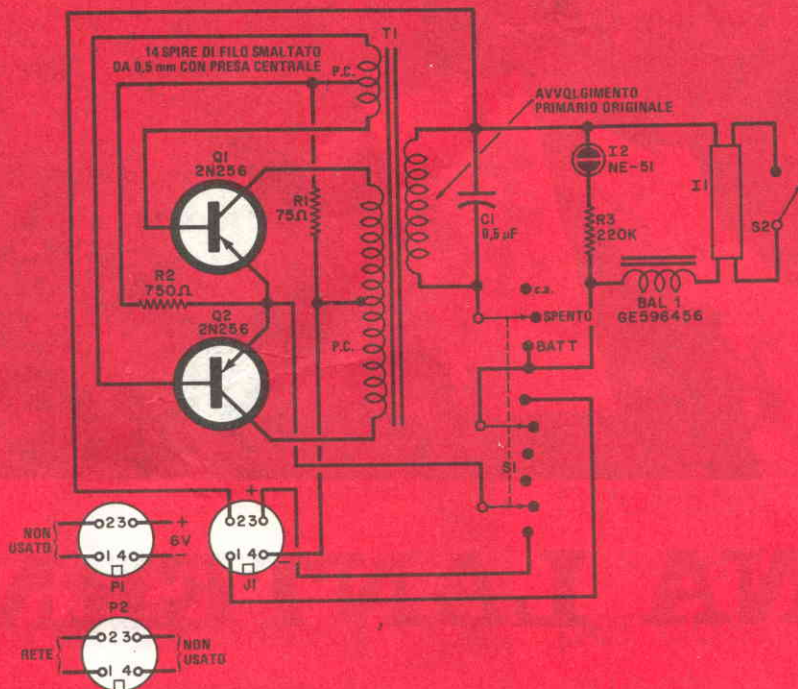 T1
14 SPIRE DI FILO SMALTATO
DA 0,5 mm CON PRESA CENTRALE
P.C.
AVVOLGIMENTO
PRIMARIO ORIGINALE
Q1
2N256
R1
75Ω
I2
NE-51
I1
C1
0,5 µF
R3
220K
S2
R2
750Ω
Q2
2N256
P.C.
c.a.
SPENTO
BATT
BAL 1
GE596456
S1
NON
USATO
2 3
1 4
+
6V
−
P1
+
2 3
1 4
−
J1
P2
RETE
2 3
1 4
NON
USATO